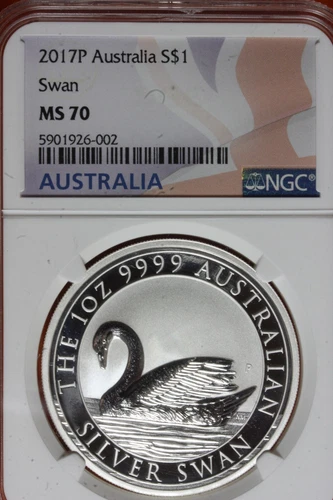 2017P Australia S$1
Swan
MS 70
5901926-002
AUSTRALIA
NGC
THE 1OZ 9999 AUSTRALIAN
SILVER SWAN